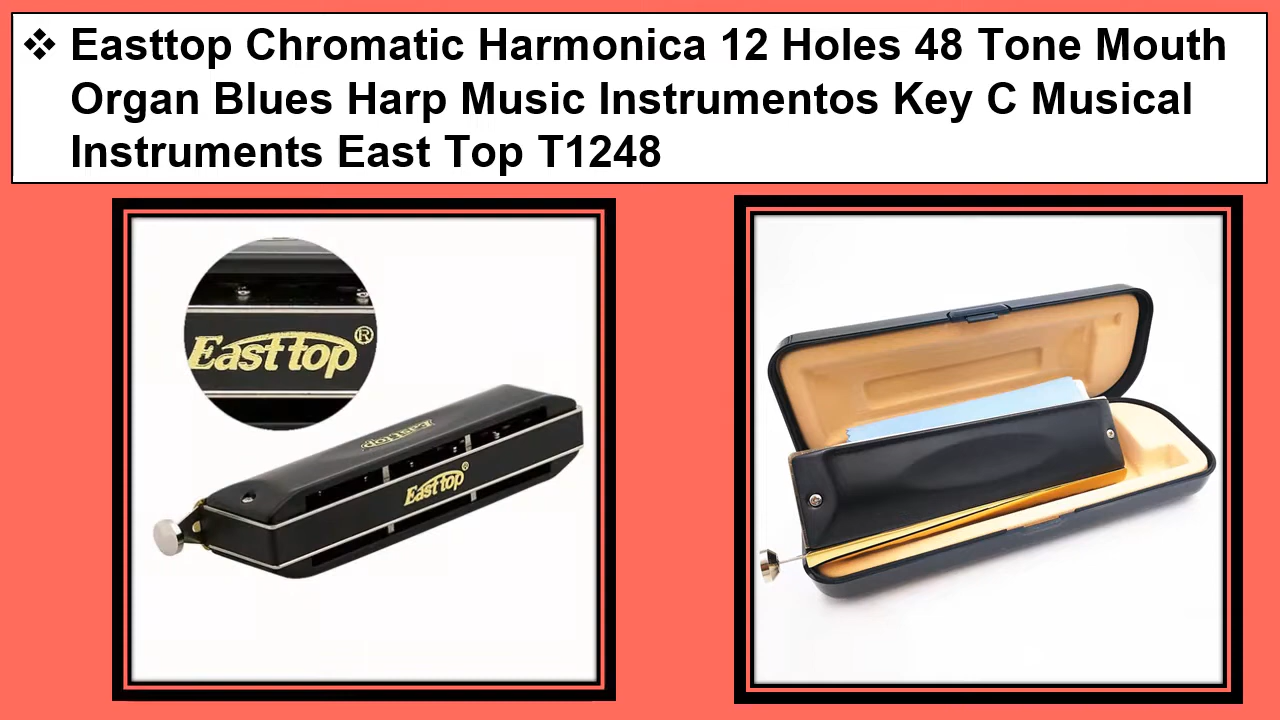 ❖ Easttop Chromatic Harmonica 12 Holes 48 Tone Mouth
Organ Blues Harp Music Instrumentos Key C Musical
Instruments East Top T1248
Easttop®
Easttop
Easttop®